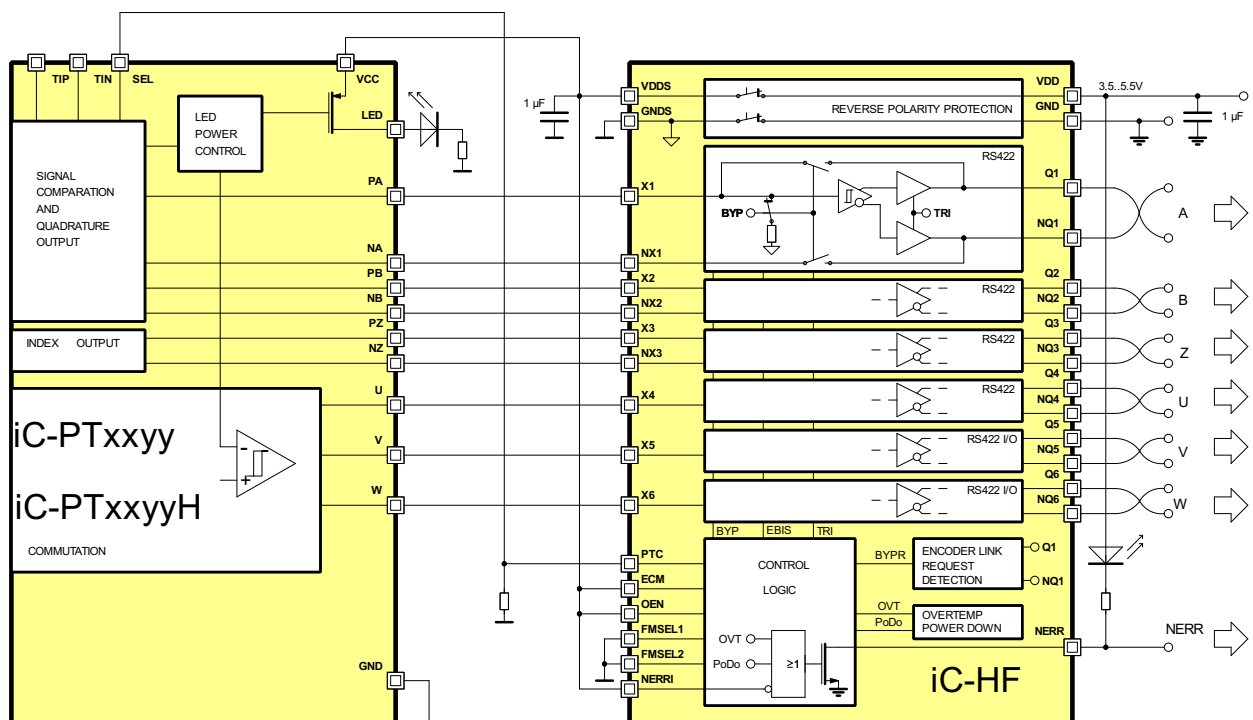 TIP
TIN
SEL
VCC
LED
LED
POWER
CONTROL
SIGNAL
COMPARATION
AND
QUADRATURE
OUTPUT
PA
NA
PB
NB
PZ
NZ
INDEX OUTPUT
U
V
W
iC-PTxxyy
iC-PTxxyyH
-
+
COMMUTATION
GND
1 µF
VDDS
GNDS
REVERSE POLARITY PROTECTION
VDD
GND
3.5..5.5V
1 µF
RS422
X1
BYP
TRI
Q1
NQ1
A
NX1
X2
NX2
RS422
Q2
NQ2
B
X3
NX3
RS422
Q3
NQ3
Z
X4
RS422
Q4
NQ4
U
X5
RS422 I/O
Q5
NQ5
V
X6
RS422 I/O
Q6
NQ6
W
BYP EBIS TRI
PTC
ECM
OEN
FMSEL1
FMSEL2
NERRI
CONTROL
LOGIC
OVT
PoDo
≥1
BYPR
ENCODER LINK
REQUEST
DETECTION
Q1
NQ1
OVT
PoDo
OVERTEMP
POWER DOWN
NERR
NERR
iC-HF